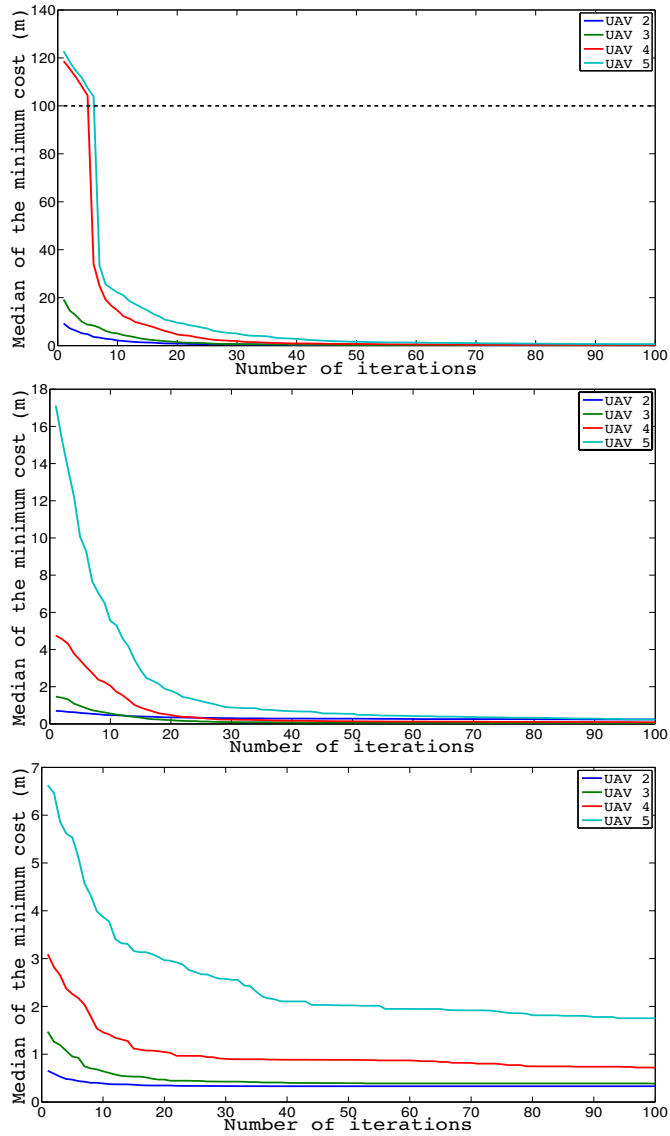 Median of the minimum cost (m)
140
120
100
80
60
40
20
0
0 10 20 30 40 50 60 70 80 90 100
Number of iterations
UAV 2
UAV 3
UAV 4
UAV 5
Median of the minimum cost (m)
18
16
14
12
10
8
6
4
2
0
0 10 20 30 40 50 60 70 80 90 100
Number of iterations
UAV 2
UAV 3
UAV 4
UAV 5
Median of the minimum cost (m)
7
6
5
4
3
2
1
0
0 10 20 30 40 50 60 70 80 90 100
Number of iterations
UAV 2
UAV 3
UAV 4
UAV 5